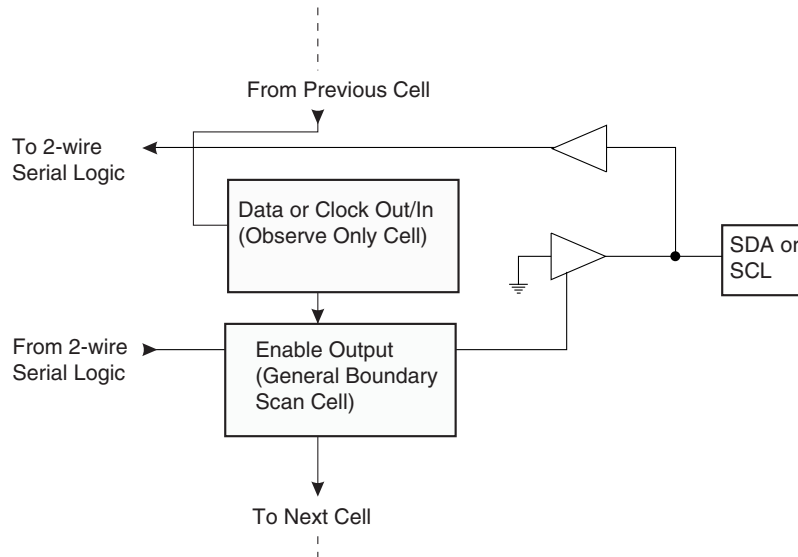 From Previous Cell
To 2-wire
Serial Logic
Data or Clock Out/In
(Observe Only Cell)
SDA or
SCL
From 2-wire
Serial Logic
Enable Output
(General Boundary
Scan Cell)
To Next Cell